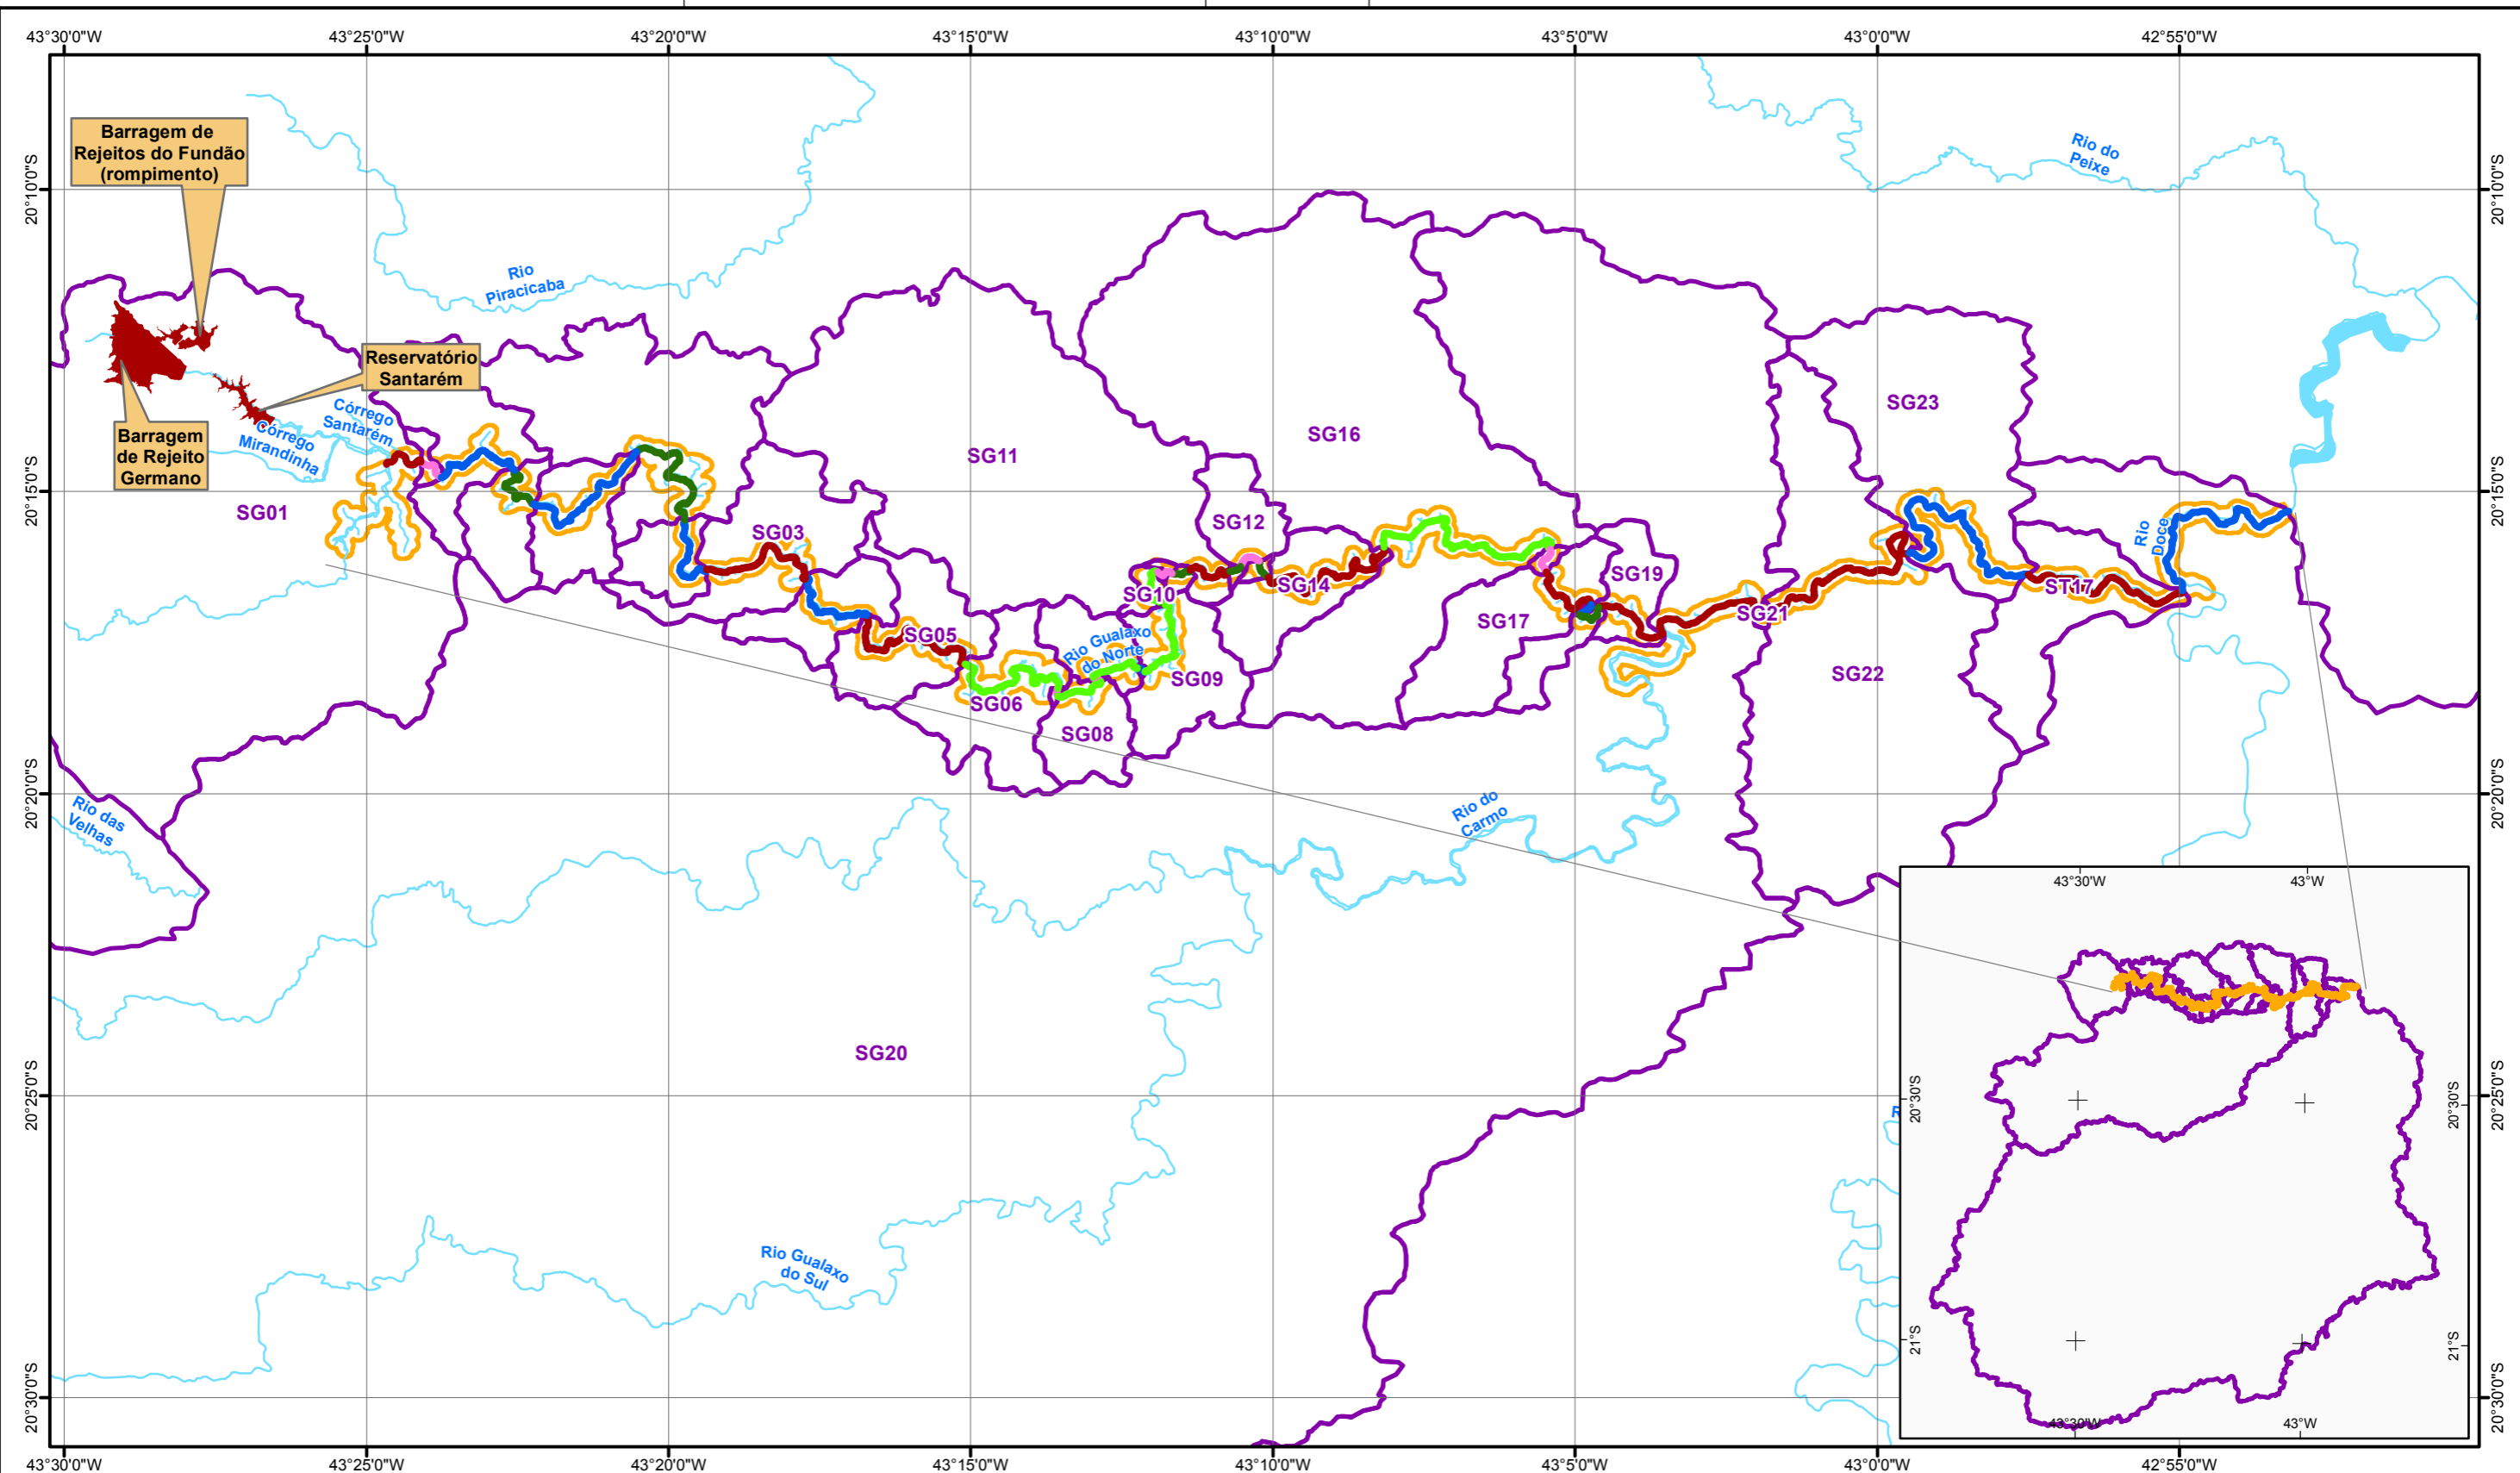 43°30'0"W
43°25'0"W
43°20'0"W
43°15'0"W
43°10'0"W
43°5'0"W
43°0'0"W
42°55'0"W
20°10'0"S
20°10'0"S
Barragem de
Rejeitos do Fundão
(rompimento)
Rio do
Peixe
Rio
Piracicaba
Reservatório
Santarém
Córrego
Santarém
Córrego
Mirandinha
Barragem
de Rejeito
Germano
SG23
SG16
SG11
20°15'0"S
20°15'0"S
SG01
SG12
SG03
Rio
Doce
SG19
SG14
ST17
SG10
SG21
SG17
SG05
Rio Gualaxo
do Norte
SG22
SG09
SG06
SG08
20°20'0"S
20°20'0"S
Rio das
Velhas
Rio do
Carmo
SG20
20°25'0"S
20°25'0"S
Rio Gualaxo
do Sul
20°30'0"S
20°30'0"S
43°30'W
43°W
20°30'S
20°30'S
21°S
21°S
43°30'W
43°W
43°30'0"W
43°25'0"W
43°20'0"W
43°15'0"W
43°10'0"W
43°5'0"W
43°0'0"W
42°55'0"W